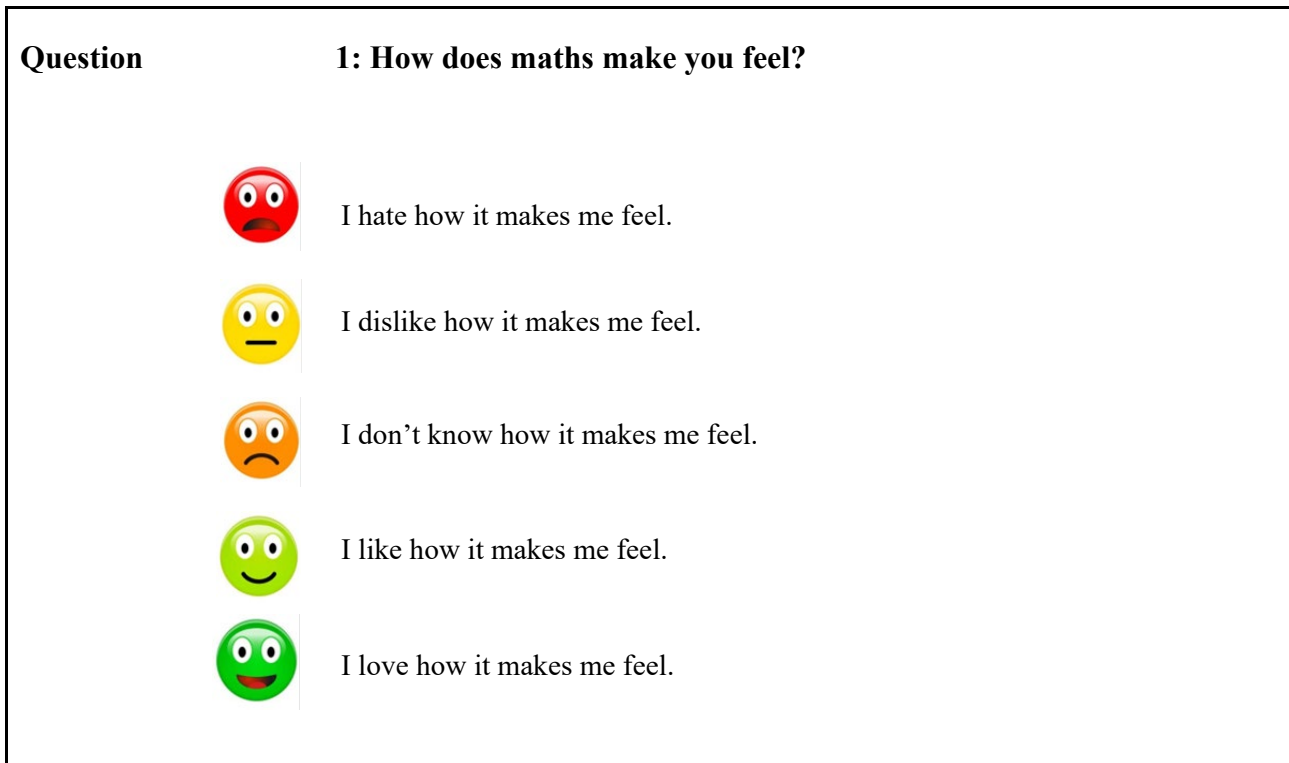 Question 1: How does maths make you feel?
I hate how it makes me feel.
I dislike how it makes me feel.
I don’t know how it makes me feel.
I like how it makes me feel.
I love how it makes me feel.